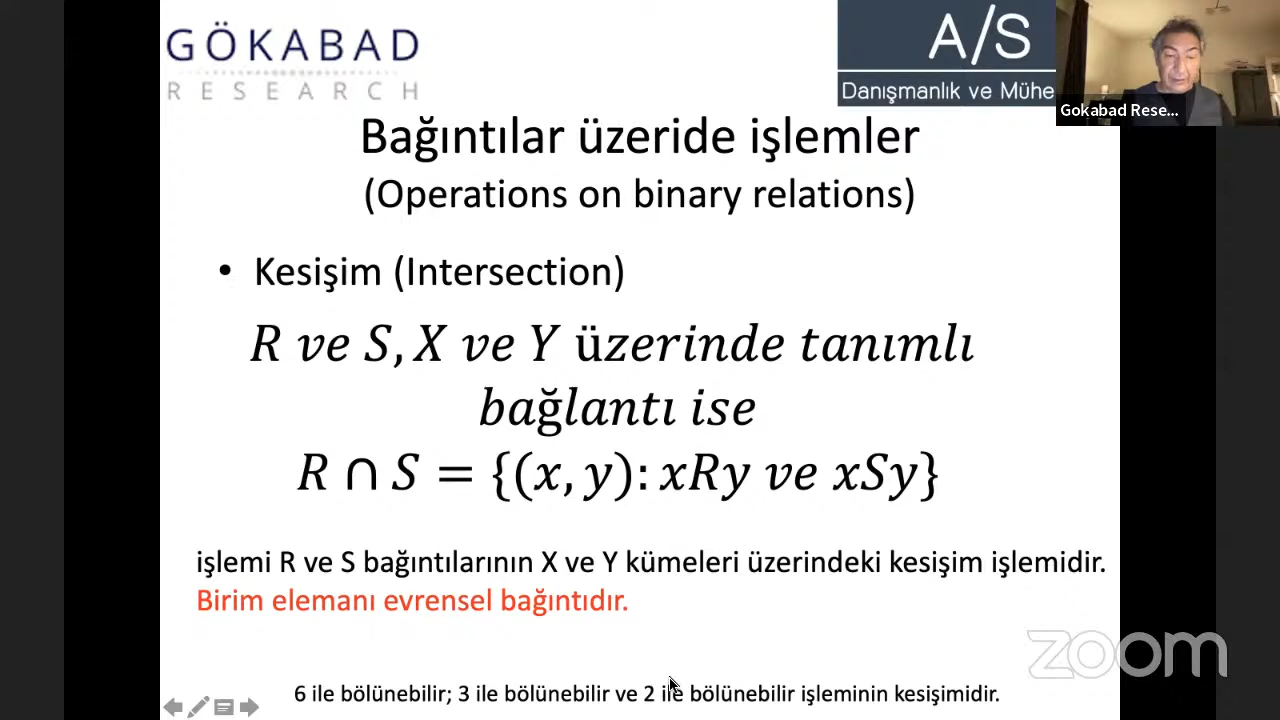 GÖKABAD
RESEARCH
A/S
Danışmanlık ve Mühe
Gokabad Rese...
Bağıntılar üzeride işlemler
(Operations on binary relations)
• Kesişim (Intersection)
R ve S, X ve Y üzerinde tanımlı
bağlantı ise
R ∩ S = {(x, y): xRy ve xSy}
işlemi R ve S bağıntılarının X ve Y kümeleri üzerindeki kesişim işlemidir.
Birim elemanı evrensel bağıntıdır.
zoom
6 ile bölünebilir; 3 ile bölünebilir ve 2 ile bölünebilir işleminin kesişimidir.